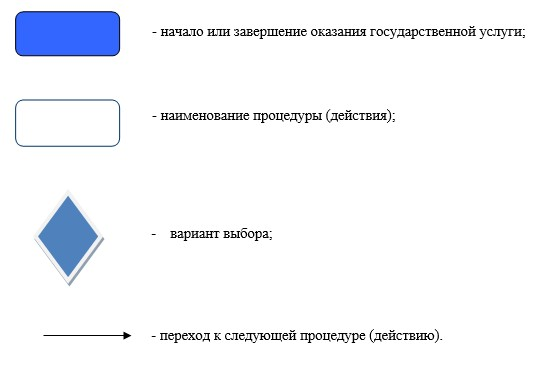 - начало или завершение оказания государственной услуги;
- наименование процедуры (действия);
- вариант выбора;
- переход к следующей процедуре (действию).